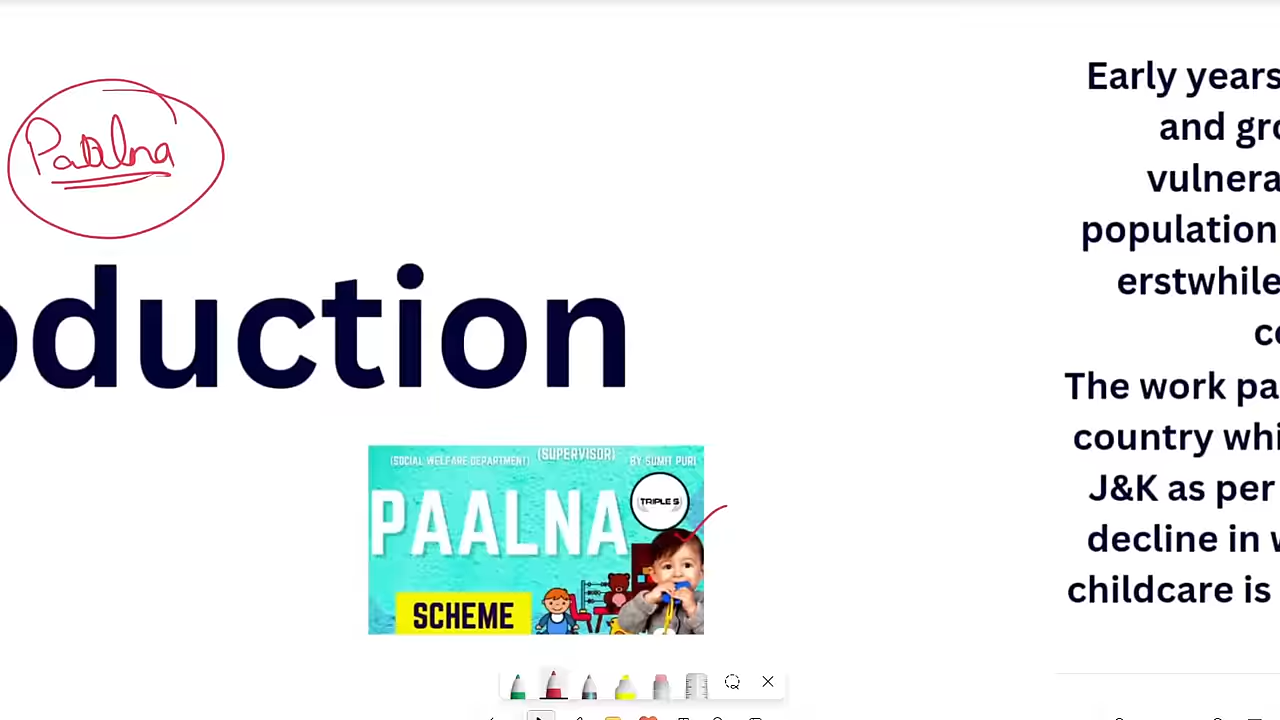 Paalna
oduction
(SOCIAL WELFARE DEPARTMENT) (SUPERVISOR) BY SUMIT PURI
PAALNA
TRIPLE S
SCHEME
Early years
and gro
vulnera
population
erstwhile
co
The work pa
country whi
J&K as per
decline in w
childcare is